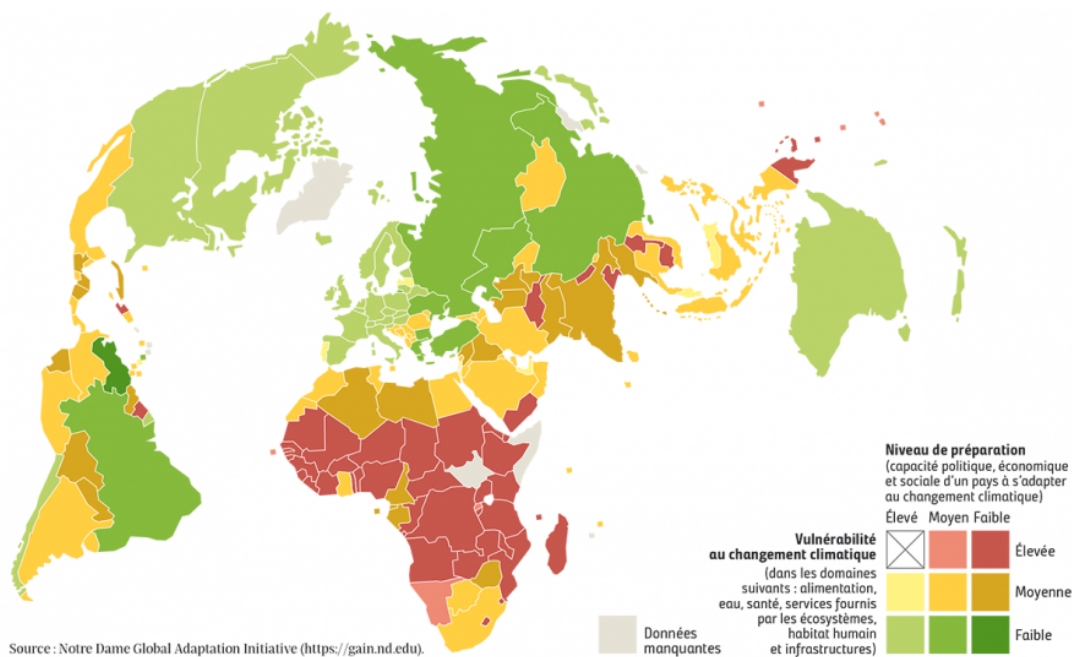 Niveau de préparation
(capacité politique, économique
et sociale d'un pays à s'adapter
au changement climatique)
Élevé Moyen Faible
Vulnérabilité
au changement climatique
(dans les domaines
suivants : alimentation,
eau, santé, services fournis
par les écosystèmes,
habitat humain
et infrastructures)
Élevée
Moyenne
Faible
Données
manquantes
Source : Notre Dame Global Adaptation Initiative (https://gain.nd.edu).